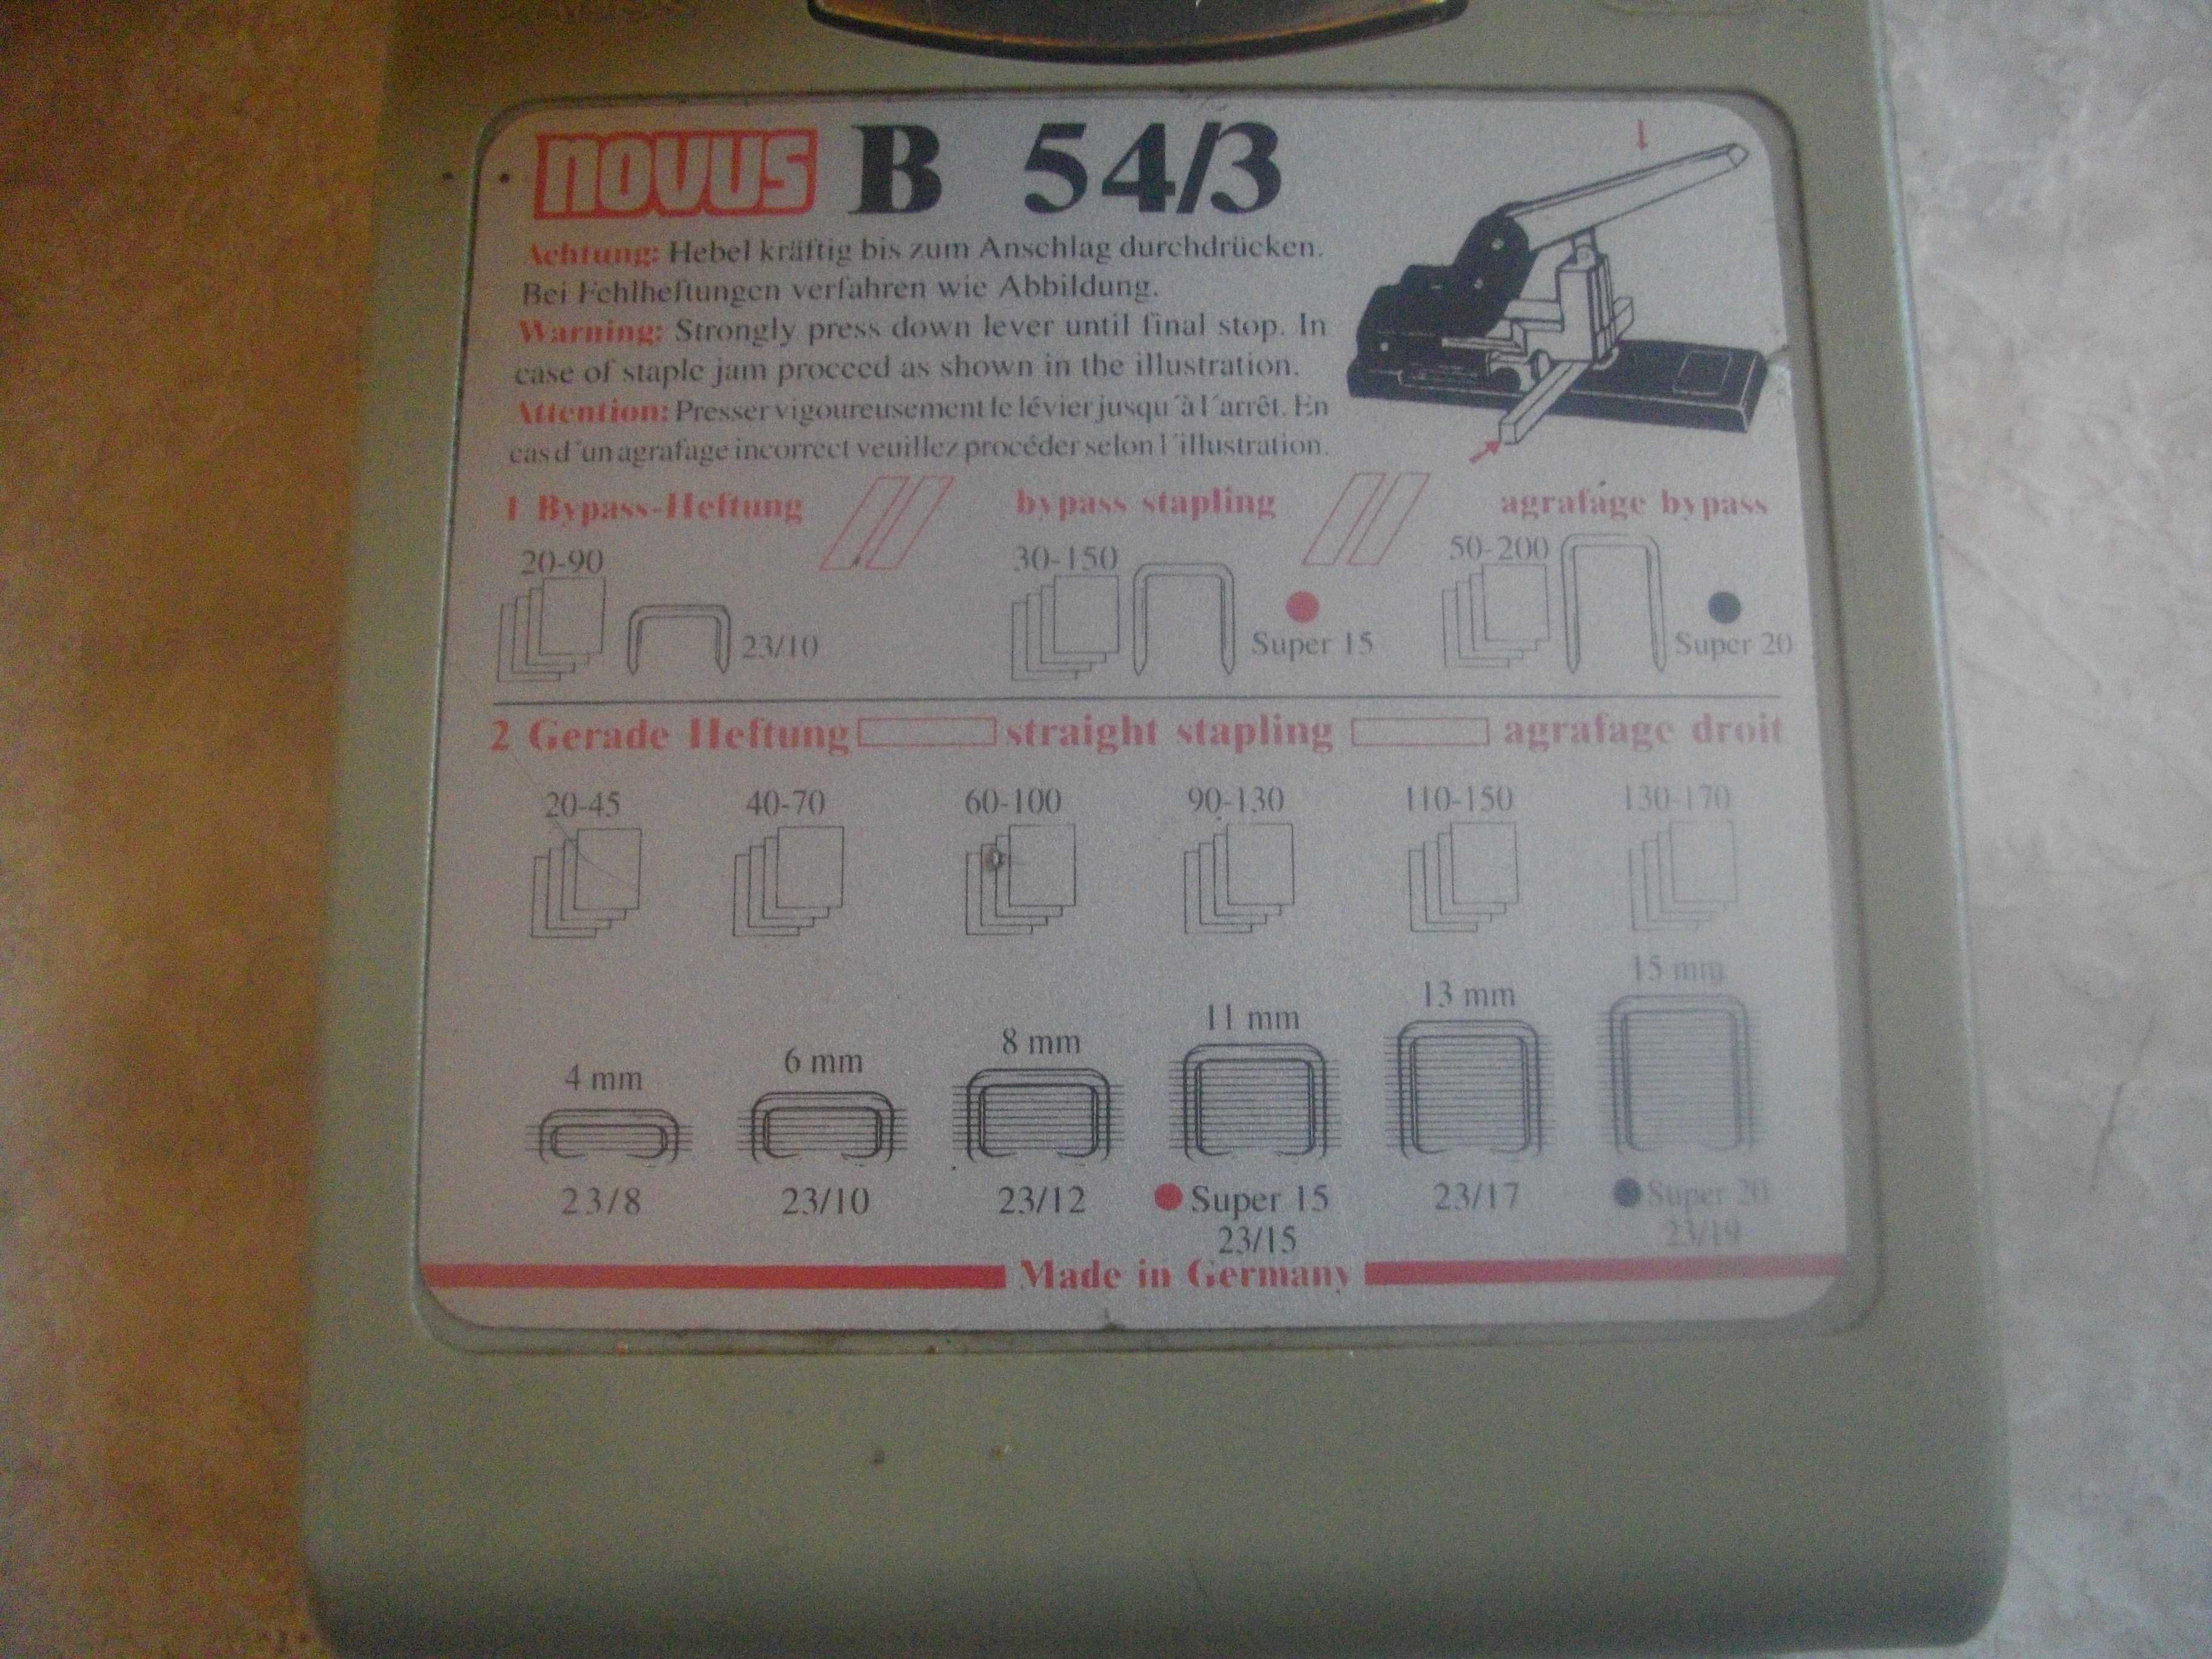 novus B 54/3
Achtung: Hebel kräftig bis zum Anschlag durchdrücken.
Bei Fehlheftungen verfahren wie Abbildung.
Warning: Strongly press down lever until final stop. In
case of staple jam proceed as shown in the illustration.
Attention: Presser vigoureusement le lévier jusqu´à l´arrêt. En
cas d´un agrafage incorrect veuillez procéder selon l´illustration.
1 Bypass-Heftung bypass stapling agrafage bypass
20-90 30-150 50-200
23/10 Super 15 Super 20
2 Gerade Heftung straight stapling agrafage droit
20-45 40-70 60-100 90-130 110-150 130-170
4 mm 6 mm 8 mm 11 mm 13 mm 15 mm
23/8 23/10 23/12 Super 15 23/17 Super 20
23/15 23/19
Made in Germany